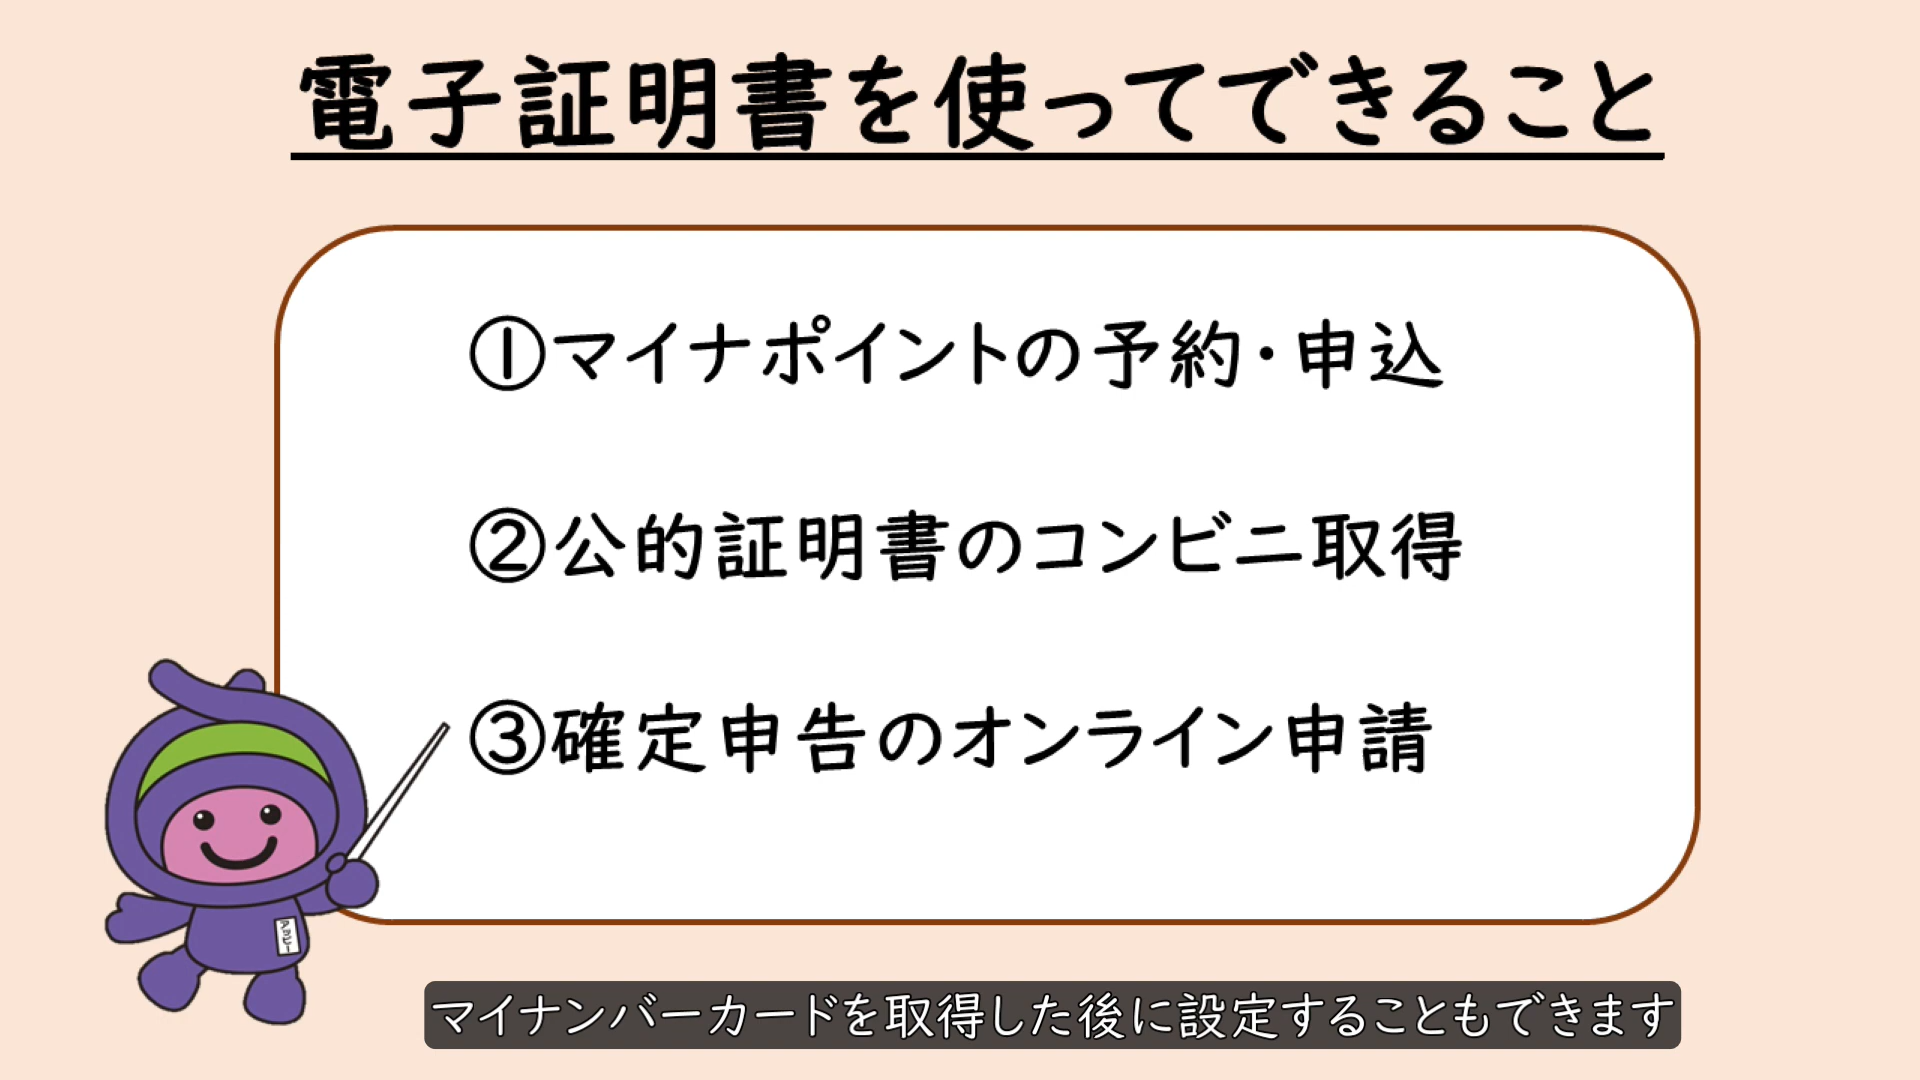 電子証明書を使ってできること
①マイナポイントの予約・申込
②公的証明書のコンビニ取得
③確定申告のオンライン申請
アッピー
マイナンバーカードを取得した後に設定することもできます